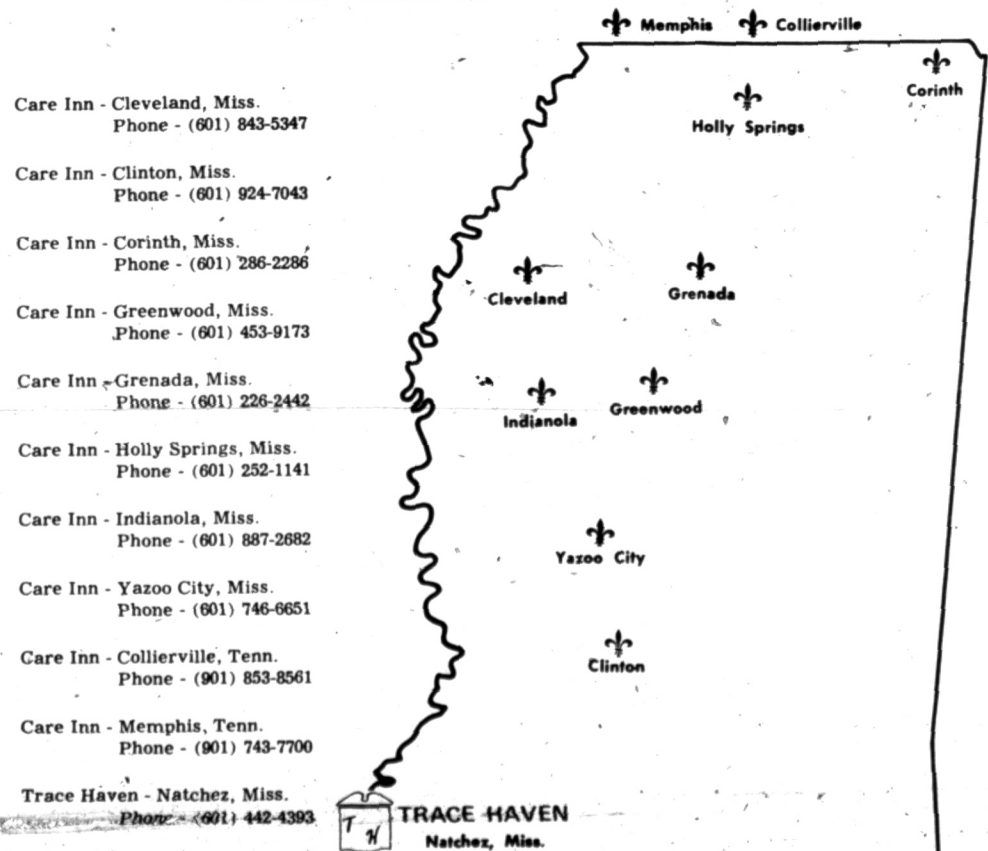 Care Inn - Cleveland, Miss.
Phone - (601) 843-5347
Care Inn - Clinton, Miss.
Phone - (601) 924-7043
Care Inn - Corinth, Miss.
Phone - (601) 286-2286
Care Inn - Greenwood, Miss.
Phone - (601) 453-9173
Care Inn - Grenada, Miss.
Phone - (601) 226-2442
Care Inn - Holly Springs, Miss.
Phone - (601) 252-1141
Care Inn - Indianola, Miss.
Phone - (601) 887-2682
Care Inn - Yazoo City, Miss.
Phone - (601) 746-6651
Care Inn - Collierville, Tenn.
Phone - (901) 853-8561
Care Inn - Memphis, Tenn.
Phone - (901) 743-7700
Trace Haven - Natchez, Miss.
Phone - (601) 442-4393
Memphis Collierville
Corinth
Holly Springs
Cleveland
Grenada
Indianola
Greenwood
Yazoo City
Clinton
T H
TRACE HAVEN
Natchez, Miss.